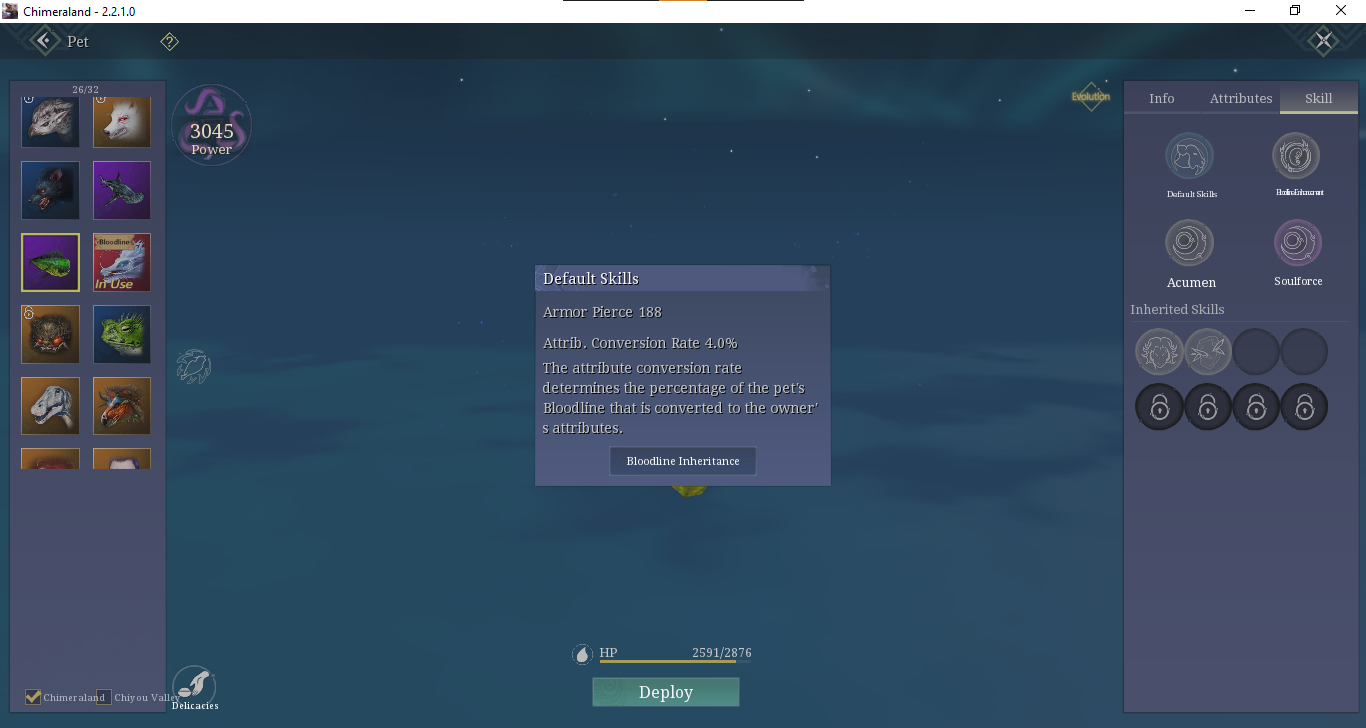 Chimeraland - 2.2.1.0
Pet
?
26/32
3045
Power
Bloodline
In Use
Chimeraland
Chiyou Valley
Delicacies
Default Skills
Armor Pierce 188
Attrib. Conversion Rate 4.0%
The attribute conversion rate
determines the percentage of the pet's
Bloodline that is converted to the owner'
s attributes.
Bloodline Inheritance
HP
2591/2876
Deploy
Evolution
Info
Attributes
Skill
Default Skills
Bloodline Enhancement
Acumen
Soulforce
Inherited Skills